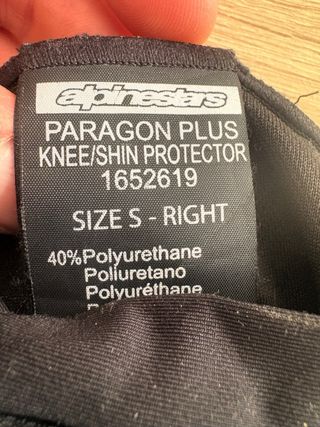 alpinestars
PARAGON PLUS
KNEE/SHIN PROTECTOR
1652619
SIZE S - RIGHT
40% Polyurethane
Poliuretano
Polyuréthane